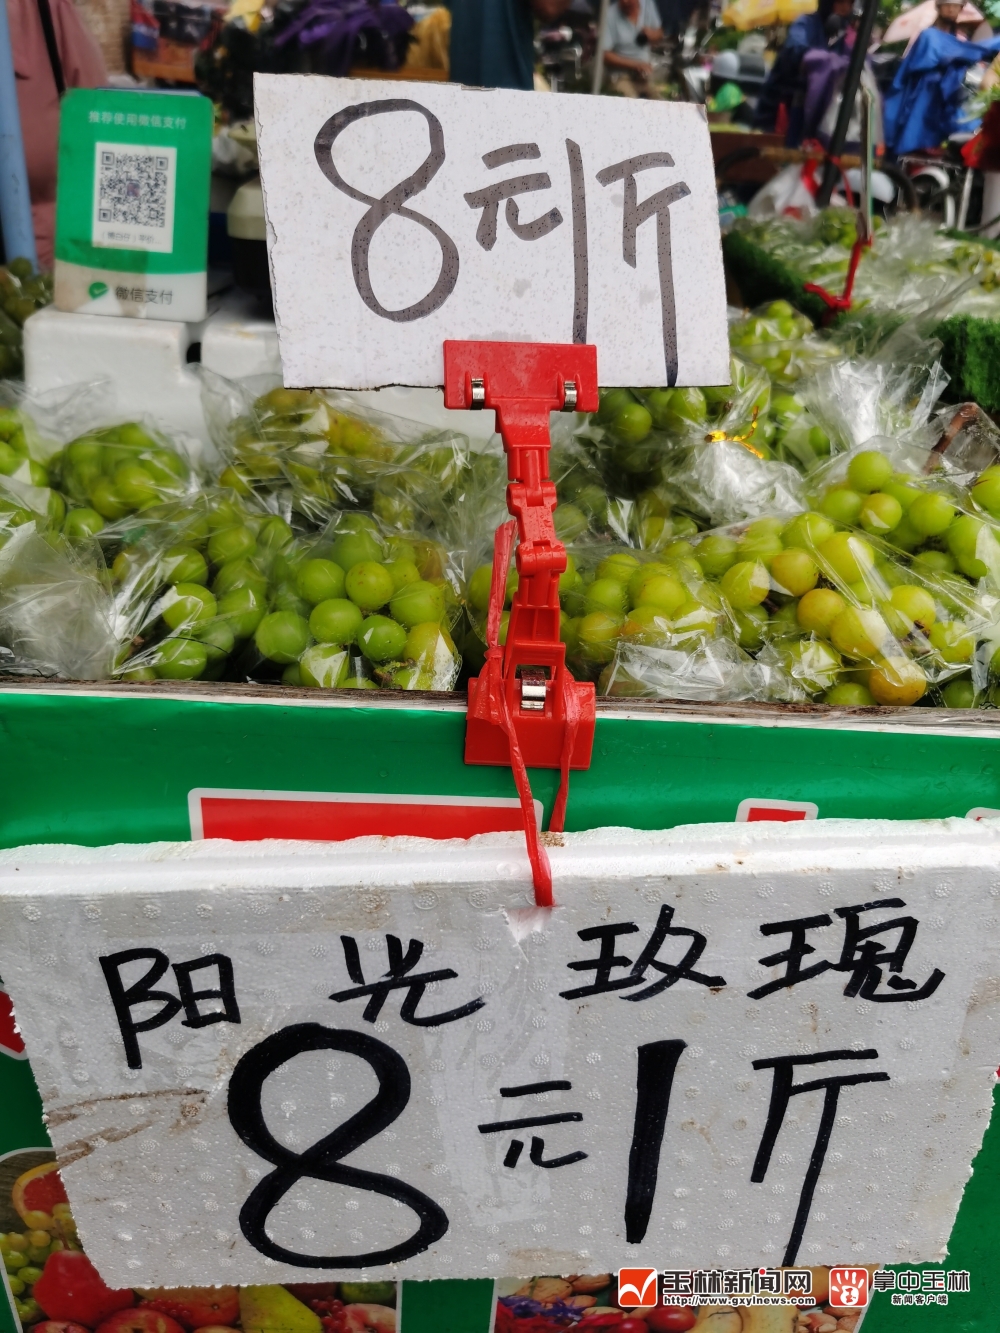 推荐使用微信支付
微信支付
8元1斤
阳光玫瑰
8元1斤
玉林新闻网
http://www.gxylnews.com
掌中玉林
新闻客户端